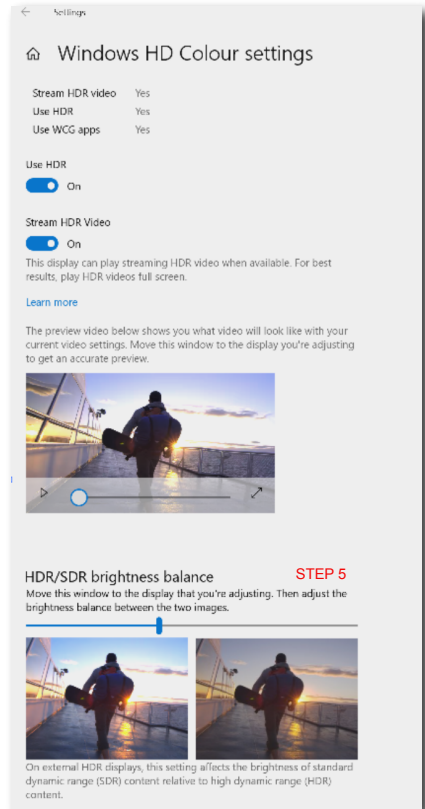 Settings
Windows HD Colour settings
Stream HDR video Yes
Use HDR Yes
Use WCG apps Yes
Use HDR
On
Stream HDR Video
On
This display can play streaming HDR video when available. For best
results, play HDR videos full screen.
Learn more
The preview video below shows you what video will look like with your
current video settings. Move this window to the display you're adjusting
to get an accurate preview.
HDR/SDR brightness balance STEP 5
Move this window to the display that you're adjusting. Then adjust the
brightness balance between the two images.
On external HDR displays, this setting affects the brightness of standard
dynamic range (SDR) content relative to high dynamic range (HDR)
content.